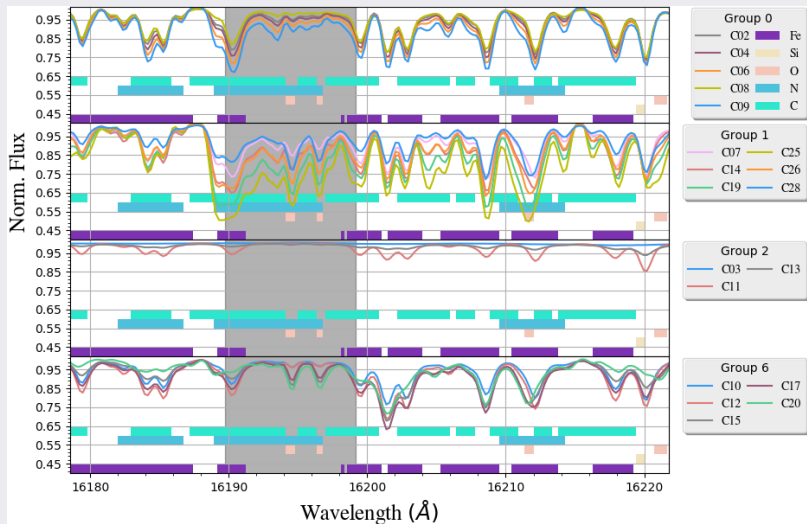 Norm. Flux
0.95
0.85
0.75
0.65
0.55
0.45
0.95
0.85
0.75
0.65
0.55
0.45
0.95
0.85
0.75
0.65
0.55
0.45
0.95
0.85
0.75
0.65
0.55
0.45
16180 16190 16200 16210 16220
Wavelength (Å)
Group 0
C02 Fe
C04 Si
C06 O
C08 N
C09 C
Group 1
C07 C25
C14 C26
C19 C28
Group 2
C03 C13
C11
Group 6
C10 C17
C12 C20
C15